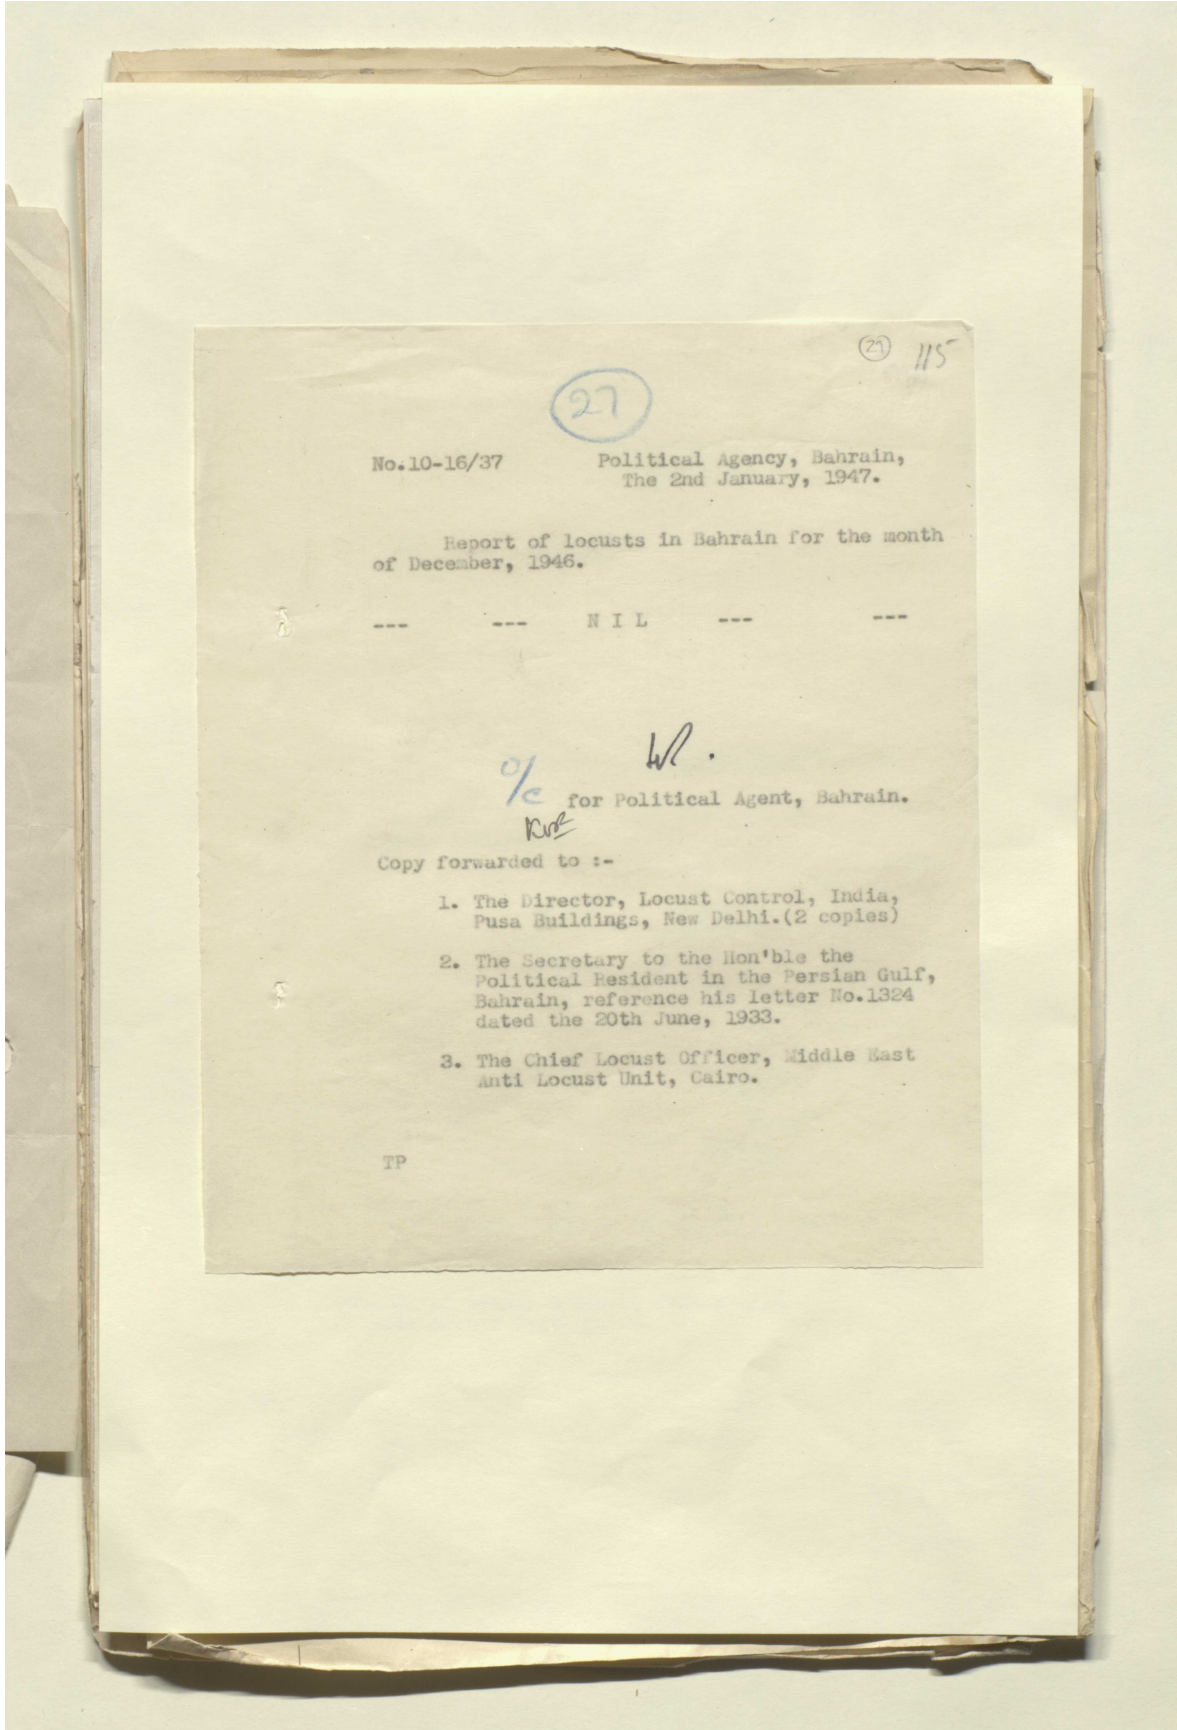 27 115
27
No.10-16/37 Political Agency, Bahrain,
The 2nd January, 1947.
Report of locusts in Bahrain for the month
of December, 1946.
--- --- N I L --- ---
O/C for Political Agent, Bahrain.
Copy forwarded to :-
1. The Director, Locust Control, India,
Pusa Buildings, New Delhi.(2 copies)
2. The Secretary to the Hon'ble the
Political Resident in the Persian Gulf,
Bahrain, reference his letter No.1324
dated the 20th June, 1933.
3. The Chief Locust Officer, Middle East
Anti Locust Unit, Cairo.
TP